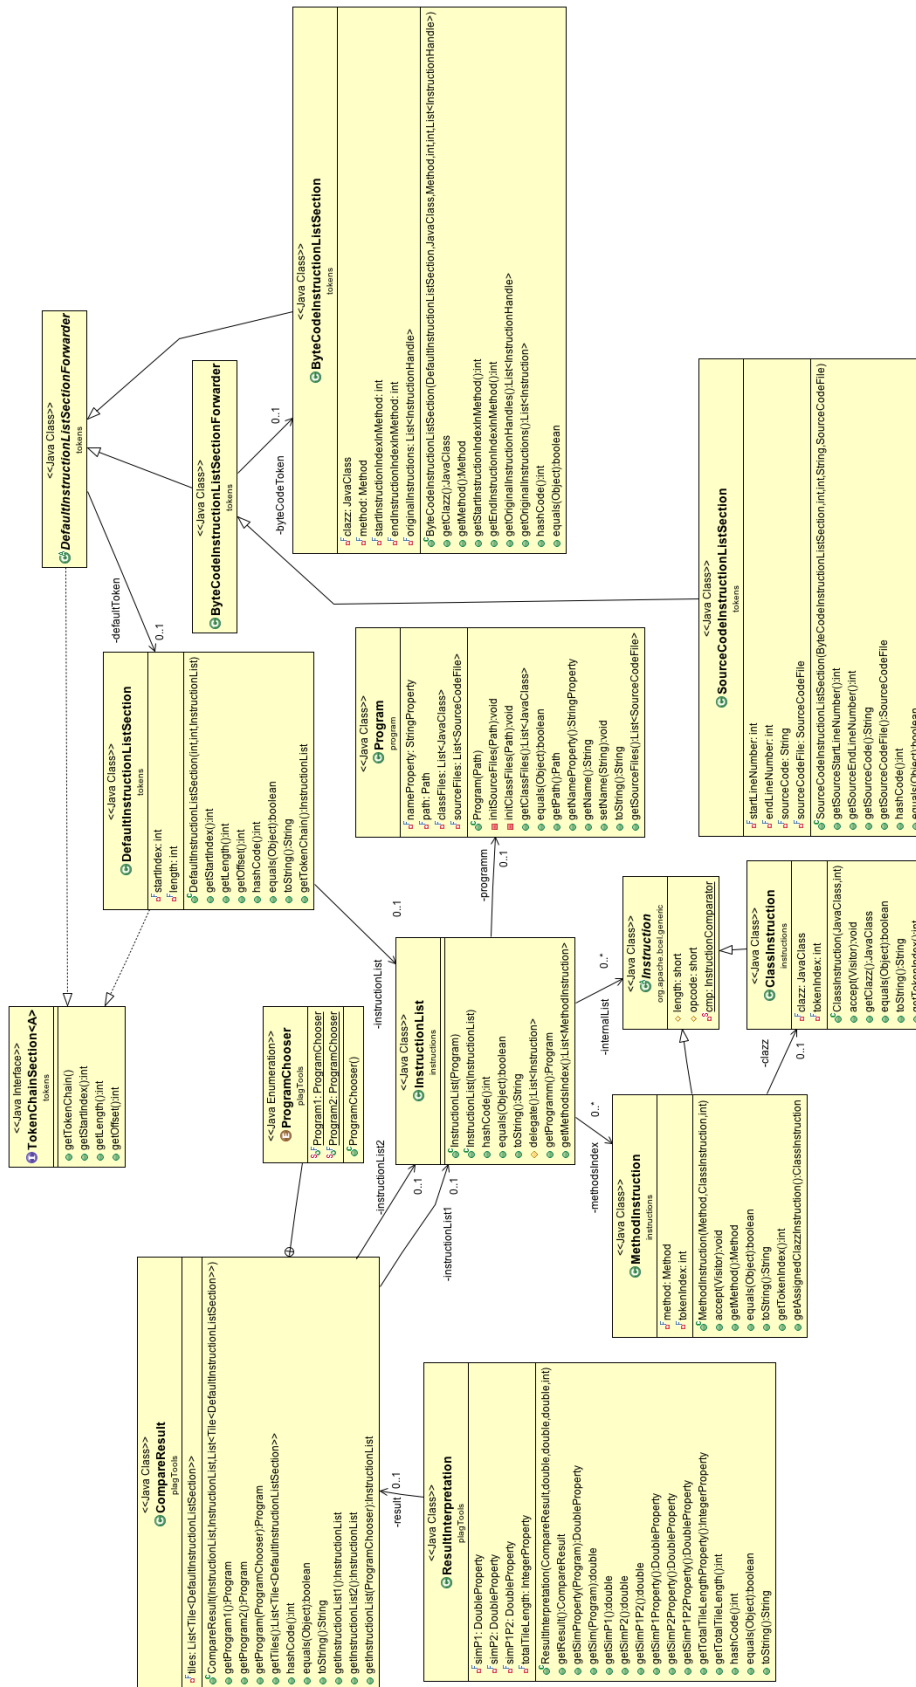 <<Java Interface>>
TokenChainSection<A>
tokens
getTokenChain()
getStartIndex():int
getLength():int
getOffset():int
<<Java Class>>
DefaultInstructionListSection
tokens
startIndex: int
length: int
DefaultInstructionListSection(int,int,InstructionList)
getStartIndex():int
getLength():int
getOffset():int
hashCode():int
equals(Object):boolean
toString():String
getTokenChain():InstructionList
-defaultToken
0..1
<<Java Class>>
DefaultInstructionListSectionForwarder
tokens
<<Java Class>>
ByteCodeInstructionListSectionForwarder
tokens
-byteCodeToken
0..1
<<Java Class>>
ByteCodeInstructionListSection
tokens
clazz: JavaClass
method: Method
startInstructionIndexInMethod: int
endInstructionIndexInMethod: int
originalInstructions: List<InstructionHandle>
ByteCodeInstructionListSection(DefaultInstructionListSection,JavaClass,Method,int,int,List<InstructionHandle>)
getClazz():JavaClass
getMethod():Method
getStartInstructionIndexInMethod():int
getEndInstructionIndexInMethod():int
getOriginalInstructionHandles():List<InstructionHandle>
getOriginalInstructions():List<Instruction>
hashCode():int
equals(Object):boolean
<<Java Class>>
CompareResult
plagTools
tiles: List<Tile<DefaultInstructionListSection>>
CompareResult(InstructionList,InstructionList,List<Tile<DefaultInstructionListSection>>)
getProgram1():Program
getProgram2():Program
getProgram(ProgramChooser):Program
getTiles():List<Tile<DefaultInstructionListSection>>
hashCode():int
equals(Object):boolean
toString():String
getInstructionList1():InstructionList
getInstructionList2():InstructionList
getInstructionList(ProgramChooser):InstructionList
<<Java Enumeration>>
ProgramChooser
plagTools
Program1: ProgramChooser
Program2: ProgramChooser
ProgramChooser()
-instructionList2
0..1
-instructionList1
0..1
-instructionList
0..1
<<Java Class>>
InstructionList
instructions
InstructionList(Program)
InstructionList(InstructionList)
hashCode():int
equals(Object):boolean
toString():String
delegate():List<Instruction>
getProgramm():Program
getMethodsIndex():List<MethodInstruction>
-programm
0..1
<<Java Class>>
Program
program
nameProperty: StringProperty
path: Path
classFiles: List<JavaClass>
sourceFiles: List<SourceCodeFile>
Program(Path)
initSourceFiles(Path):void
initClassFiles(Path):void
getClassFiles():List<JavaClass>
equals(Object):boolean
getPath():Path
getNameProperty():StringProperty
getName():String
setName(String):void
toString():String
getSourceFiles():List<SourceCodeFile>
-result
0..1
<<Java Class>>
ResultInterpretation
plagTools
simP1: DoubleProperty
simP2: DoubleProperty
simP1P2: DoubleProperty
totalTileLength: IntegerProperty
ResultInterpretation(CompareResult,double,double,double,int)
getResult():CompareResult
getSimProperty(Program):DoubleProperty
getSim(Program):double
getSimP1():double
getSimP2():double
getSimP1P2():double
getSimP1Property():DoubleProperty
getSimP2Property():DoubleProperty
getSimP1P2Property():DoubleProperty
getTotalTileLengthProperty():IntegerProperty
getTotalTileLength():int
hashCode():int
equals(Object):boolean
toString():String
-methodsIndex
0..*
-internalList
0..*
<<Java Class>>
MethodInstruction
instructions
method: Method
tokenIndex: int
MethodInstruction(Method,ClassInstruction,int)
accept(Visitor):void
getMethod():Method
equals(Object):boolean
toString():String
getTokenIndex():int
getAssignedClazzInstruction():ClassInstruction
<<Java Class>>
Instruction
org.apache.bcel.generic
length: short
opcode: short
cmp: InstructionComparator
-clazz
0..1
<<Java Class>>
ClassInstruction
instructions
clazz: JavaClass
tokenIndex: int
ClassInstruction(JavaClass,int)
accept(Visitor):void
getClazz():JavaClass
equals(Object):boolean
toString():String
getTokenIndex():int
<<Java Class>>
SourceCodeInstructionListSection
tokens
startLineNumber: int
endLineNumber: int
sourceCode: String
sourceCodeFile: SourceCodeFile
SourceCodeInstructionListSection(ByteCodeInstructionListSection,int,int,String,SourceCodeFile)
getSourceStartLineNumber():int
getSourceEndLineNumber():int
getSourceCode():String
getSourceCodeFile():SourceCodeFile
hashCode():int
equals(Object):boolean